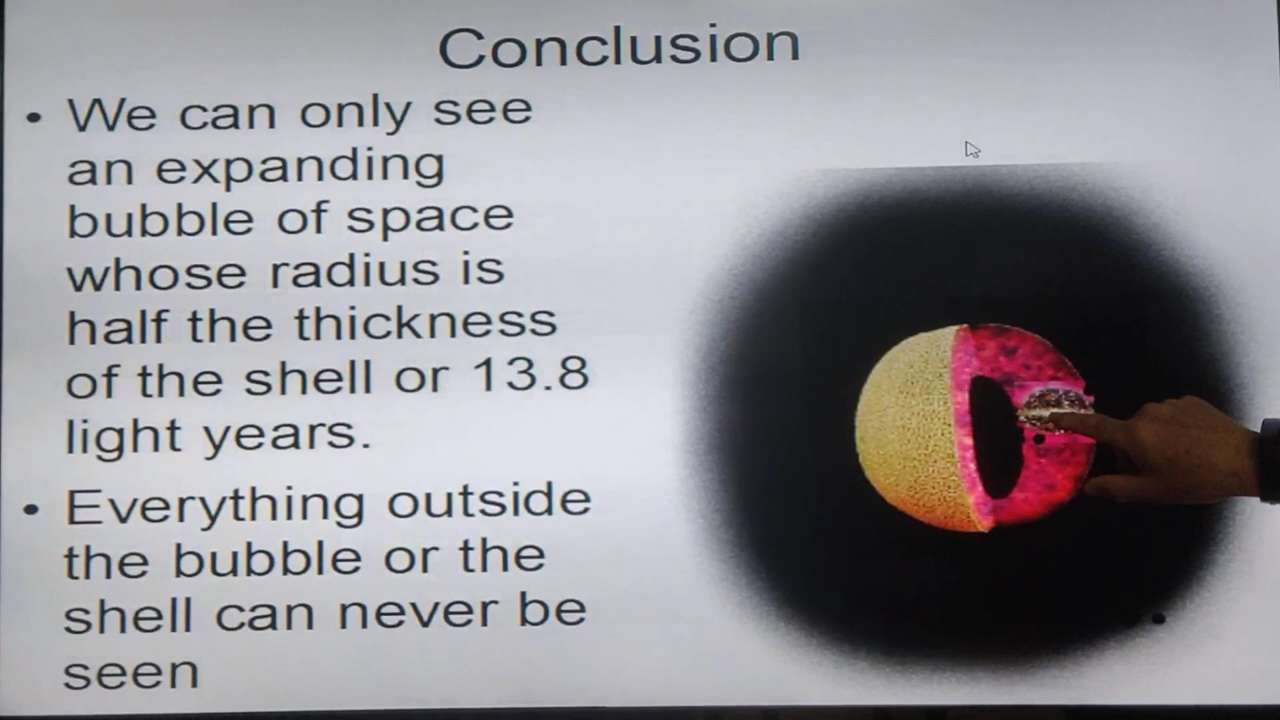 Conclusion
• We can only see
an expanding
bubble of space
whose radius is
half the thickness
of the shell or 13.8
light years.
• Everything outside
the bubble or the
shell can never be
seen